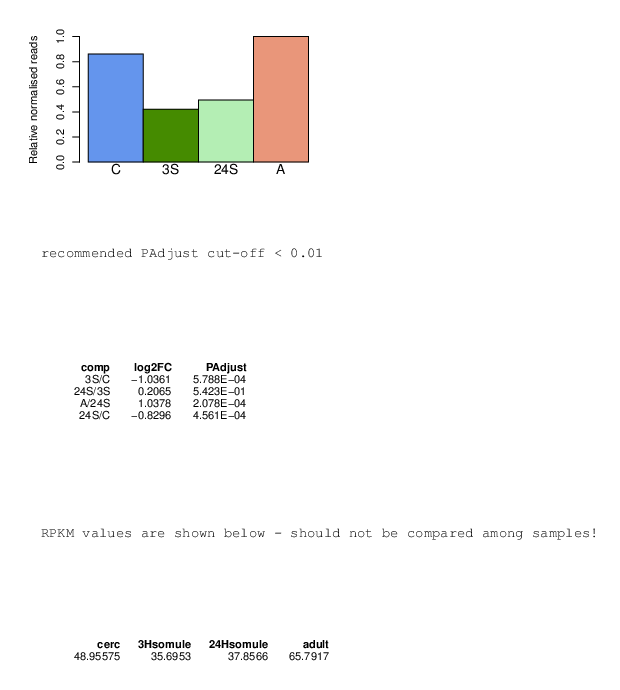 Relative normalised reads
1.0
0.8
0.6
0.4
0.2
0.0
C 3S 24S A
recommended PAdjust cut-off < 0.01
comp log2FC PAdjust
3S/C −1.0361 5.788E−04
24S/3S 0.2065 5.423E−01
A/24S 1.0378 2.078E−04
24S/C −0.8296 4.561E−04
RPKM values are shown below - should not be compared among samples!
cerc 3Hsomule 24Hsomule adult
48.95575 35.6953 37.8566 65.7917